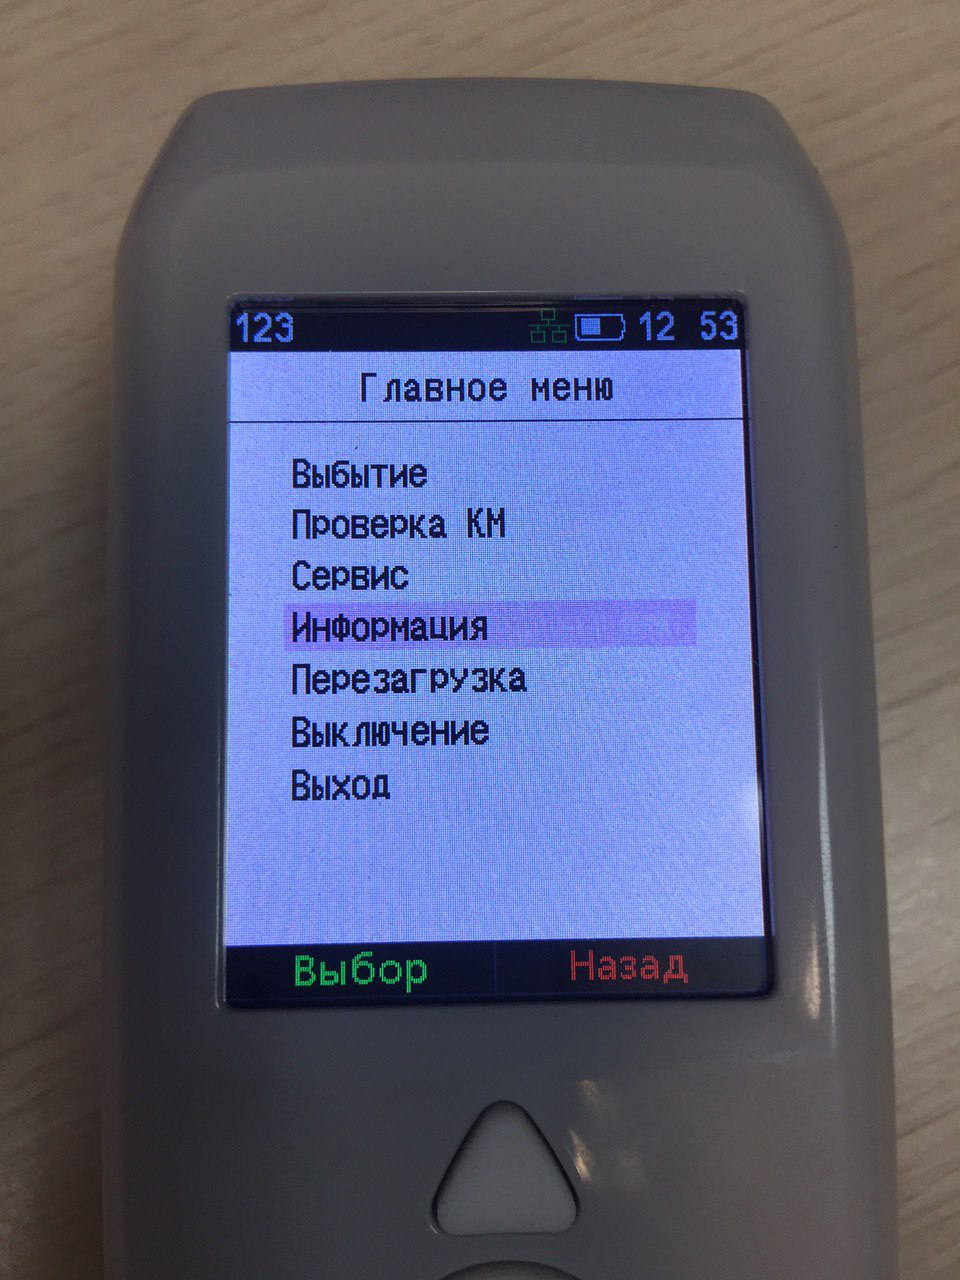 123 12 53
Главное меню
Выбытие
Проверка КМ
Сервис
Информация
Перезагрузка
Выключение
Выход
Выбор Назад